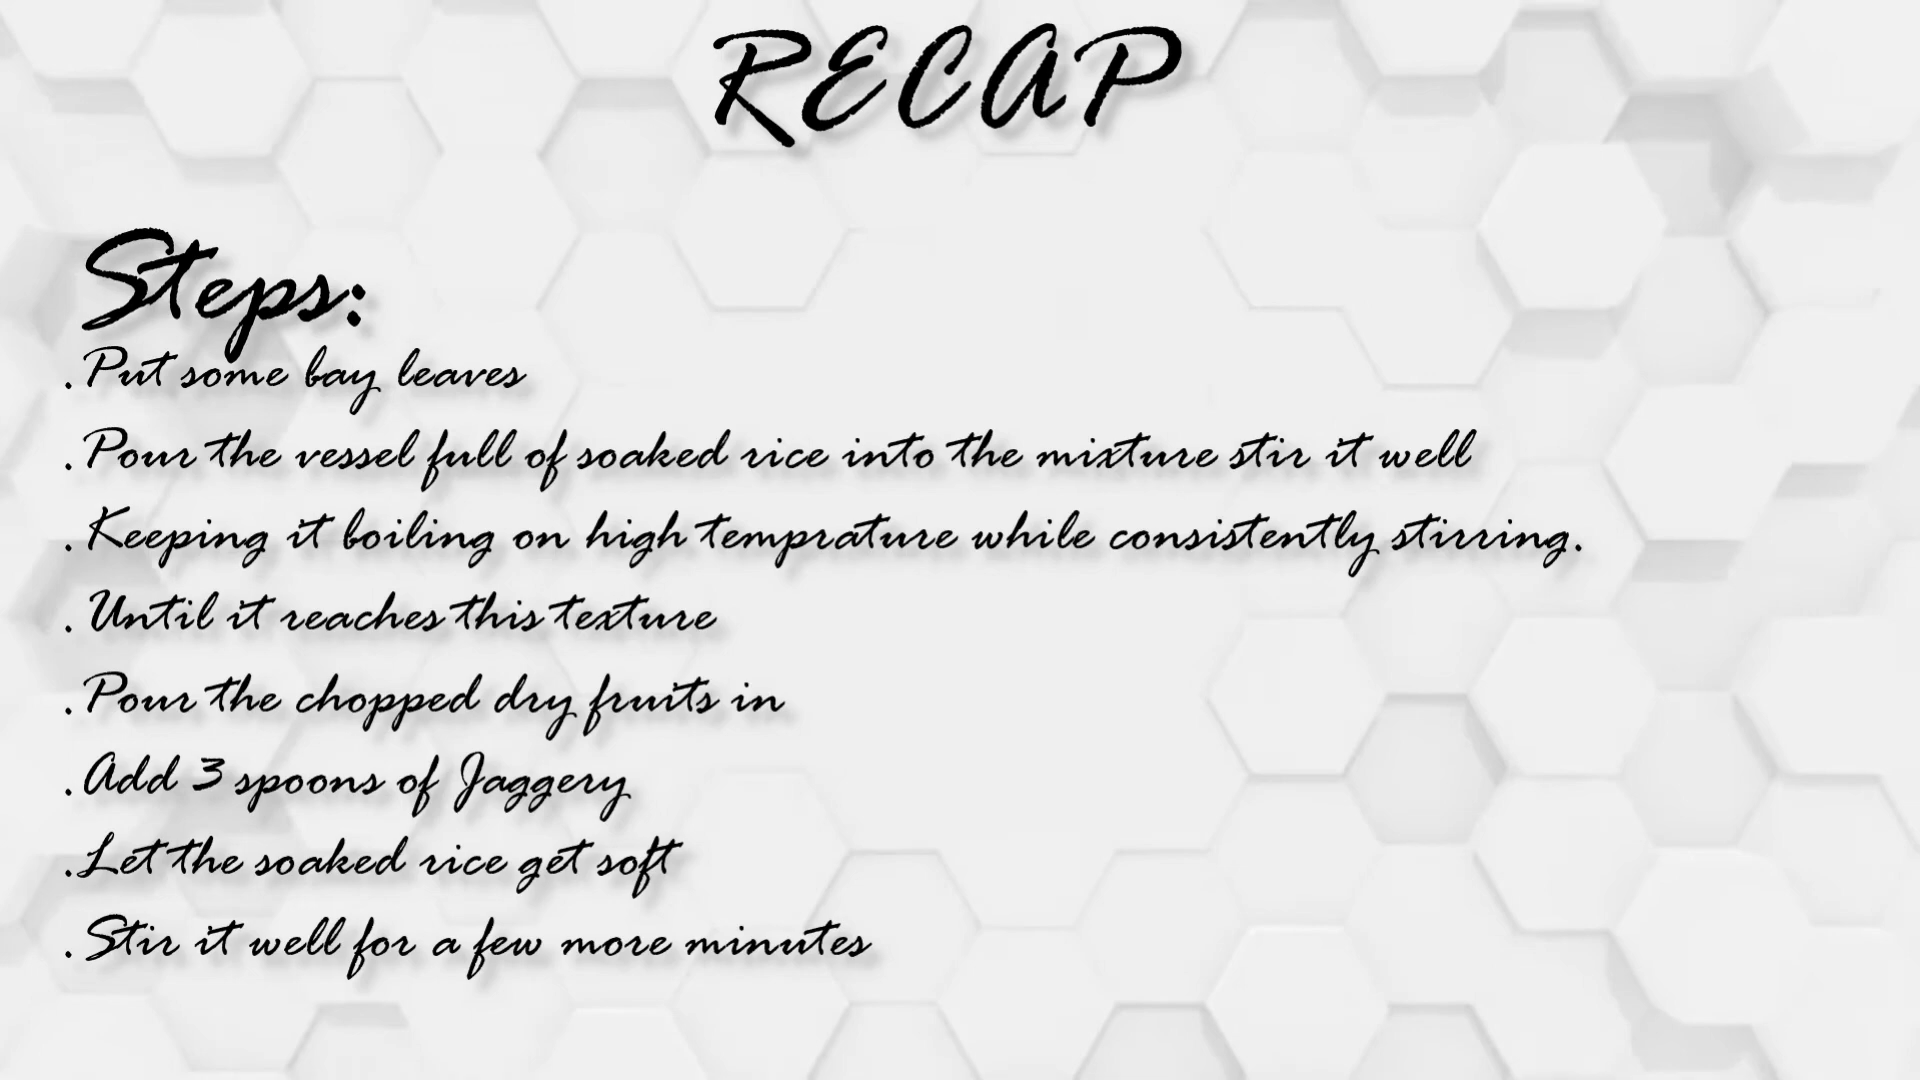 RECAP
Steps:
. Put some bay leaves
. Pour the vessel full of soaked rice into the mixture stir it well
. Keeping it boiling on high temprature while consistently stirring.
. Until it reaches this texture
. Pour the chopped dry fruits in
. Add 3 spoons of Jaggery
. Let the soaked rice get soft
. Stir it well for a few more minutes